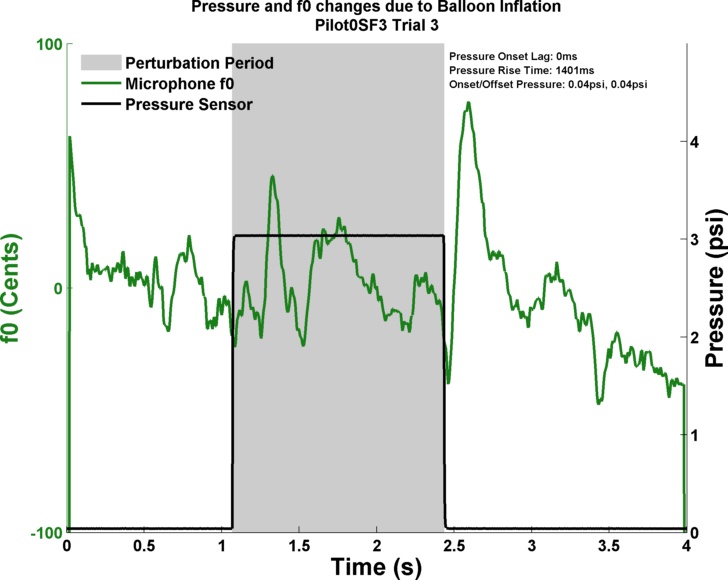 Pressure and f0 changes due to Balloon Inflation
Pilot0SF3 Trial 3
Perturbation Period
Microphone f0
Pressure Sensor
Pressure Onset Lag: 0ms
Pressure Rise Time: 1401ms
Onset/Offset Pressure: 0.04psi, 0.04psi
f0 (Cents)
100
0
-100
Pressure (psi)
5
4
3
2
1
0
0 0.5 1 1.5 2 2.5 3 3.5 4
Time (s)